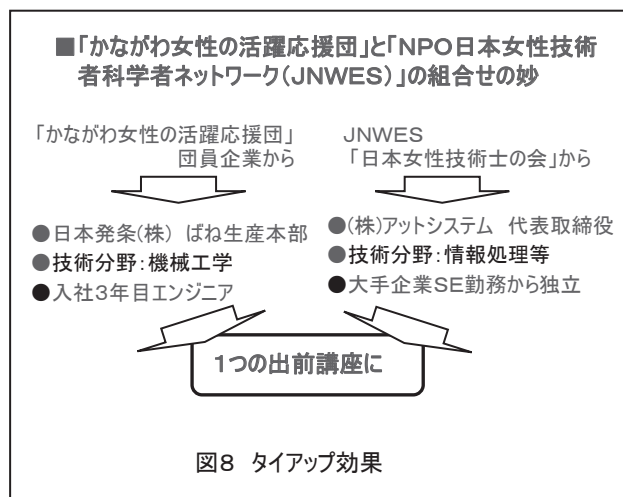 ■「かながわ女性の活躍応援団」と「NPO日本女性技術
者科学者ネットワーク(JNWES)」の組合せの妙
「かながわ女性の活躍応援団」
団員企業から
●日本発条(株) ばね生産本部
●技術分野:機械工学
●入社3年目エンジニア
JNWES
「日本女性技術士の会」から
●(株)アットシステム 代表取締役
●技術分野:情報処理等
●大手企業SE勤務から独立
1つの出前講座に
図8 タイアップ効果